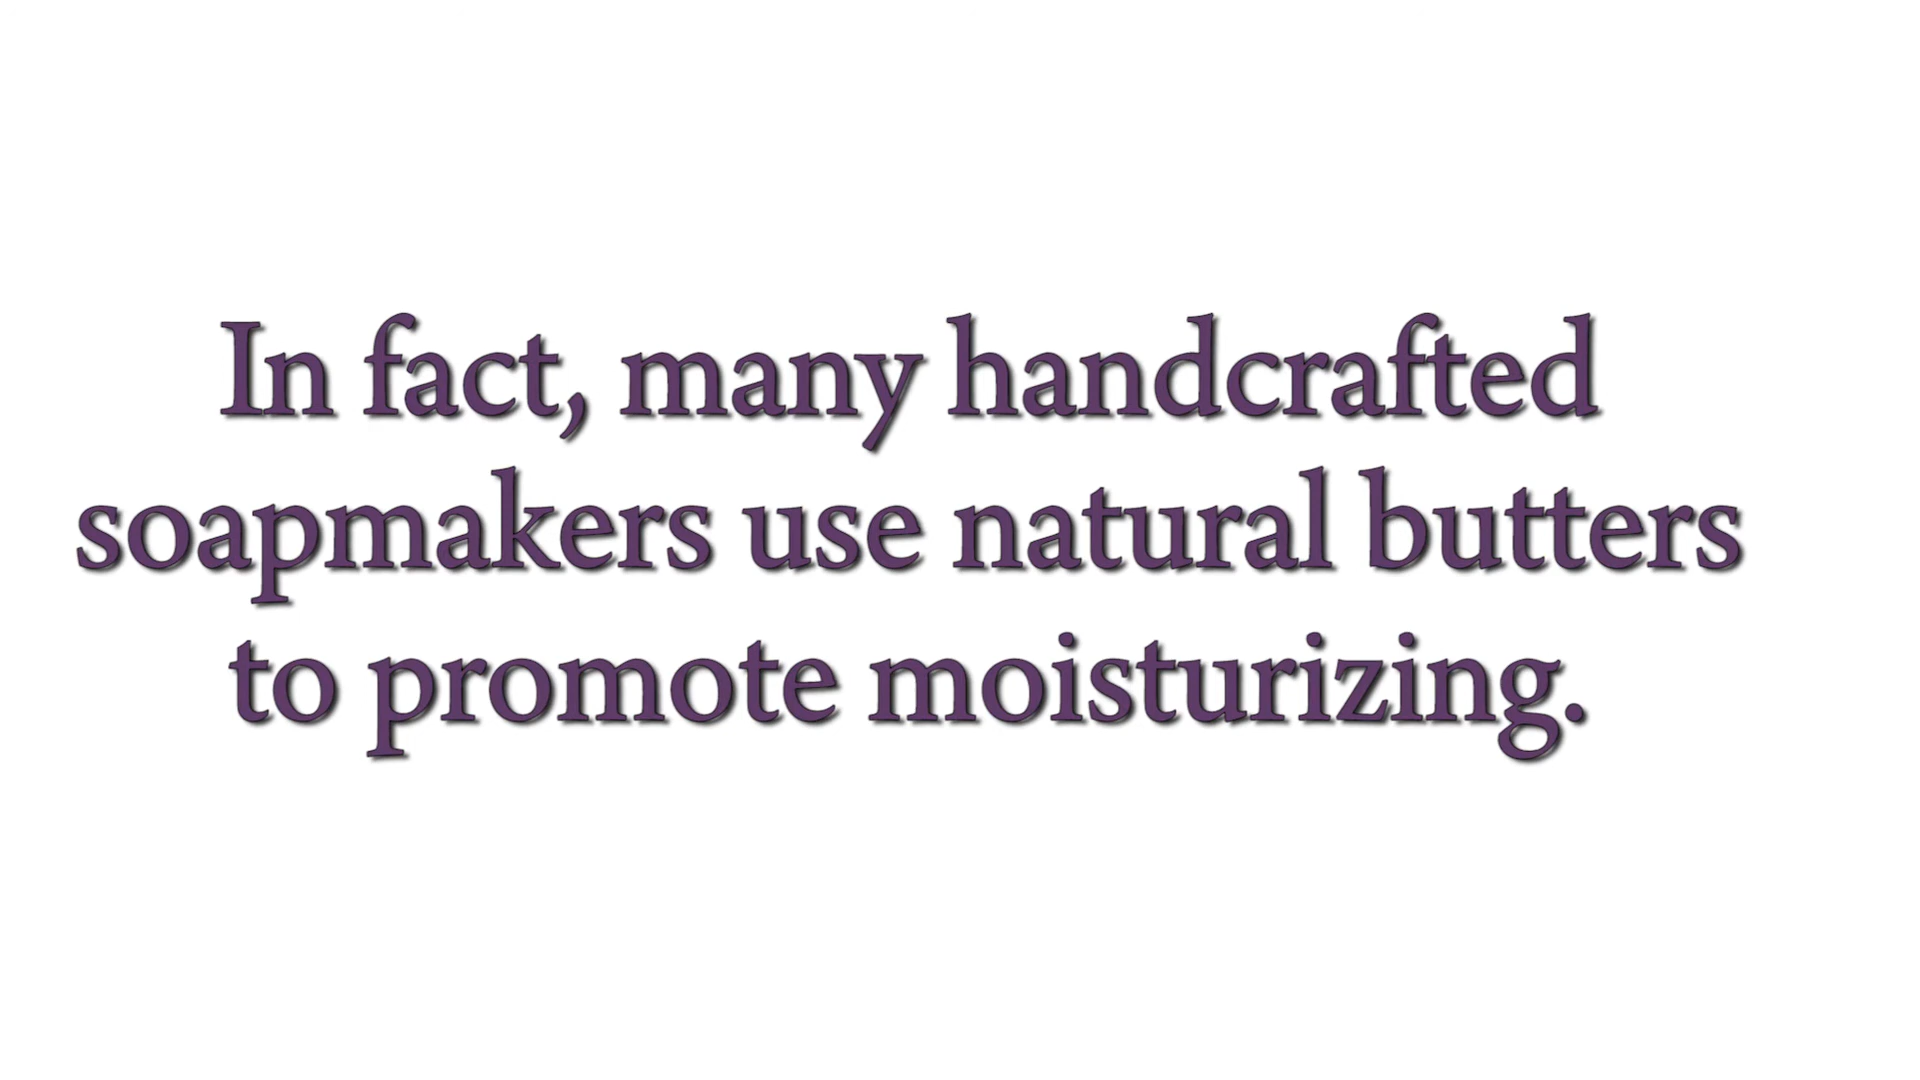 In fact, many handcrafted
soapmakers use natural butters
to promote moisturizing.